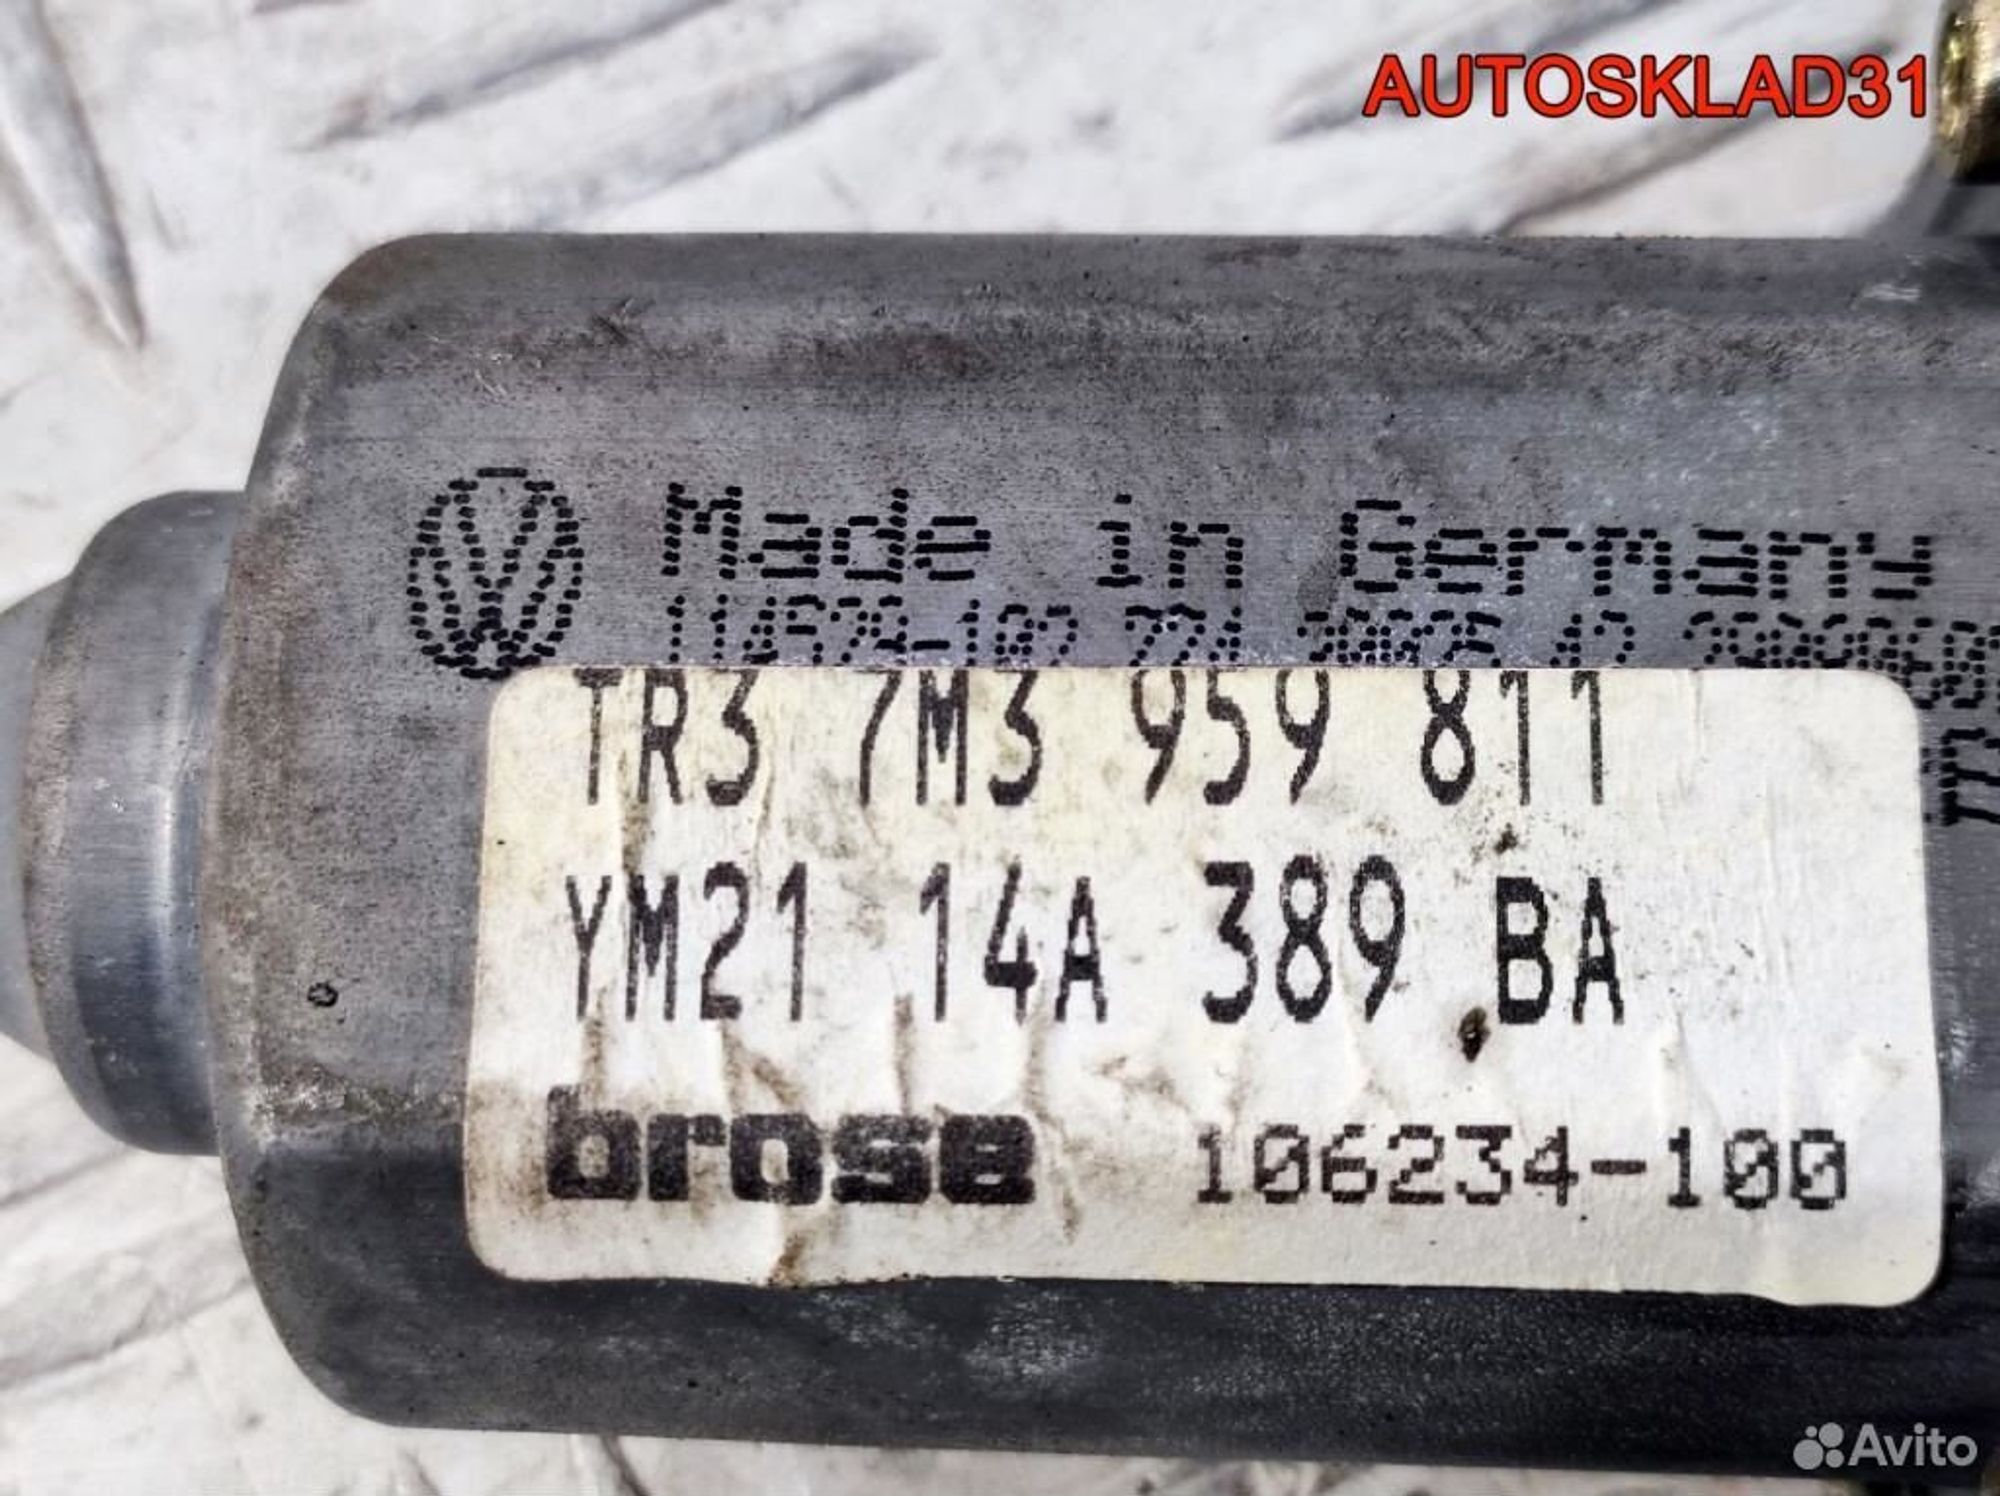 AUTOSKLAD31
Made in Germany
TR3 7M3 959 811
YM21 14A 389 BA
brose 106234-100
Avito